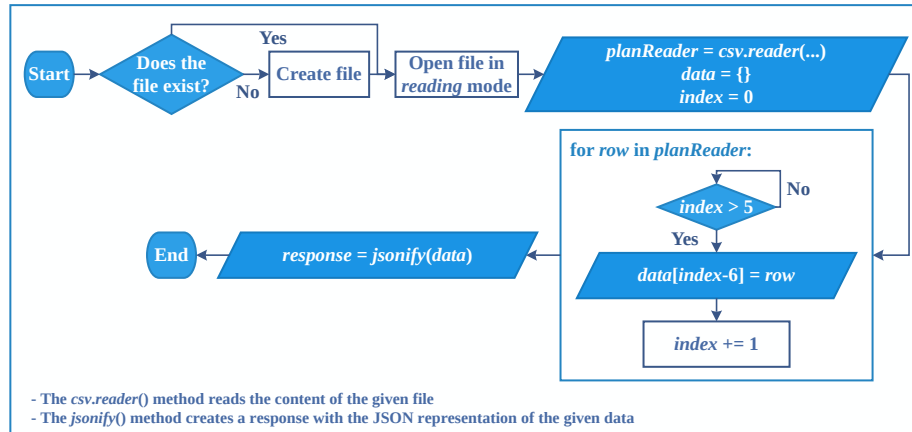 Start
Does the
file exist?
Yes
No
Create file
Open file in
reading mode
planReader = csv.reader(...)
data = {}
index = 0
for row in planReader:
index > 5
No
Yes
data[index-6] = row
index += 1
response = jsonify(data)
End
- The csv.reader() method reads the content of the given file
- The jsonify() method creates a response with the JSON representation of the given data